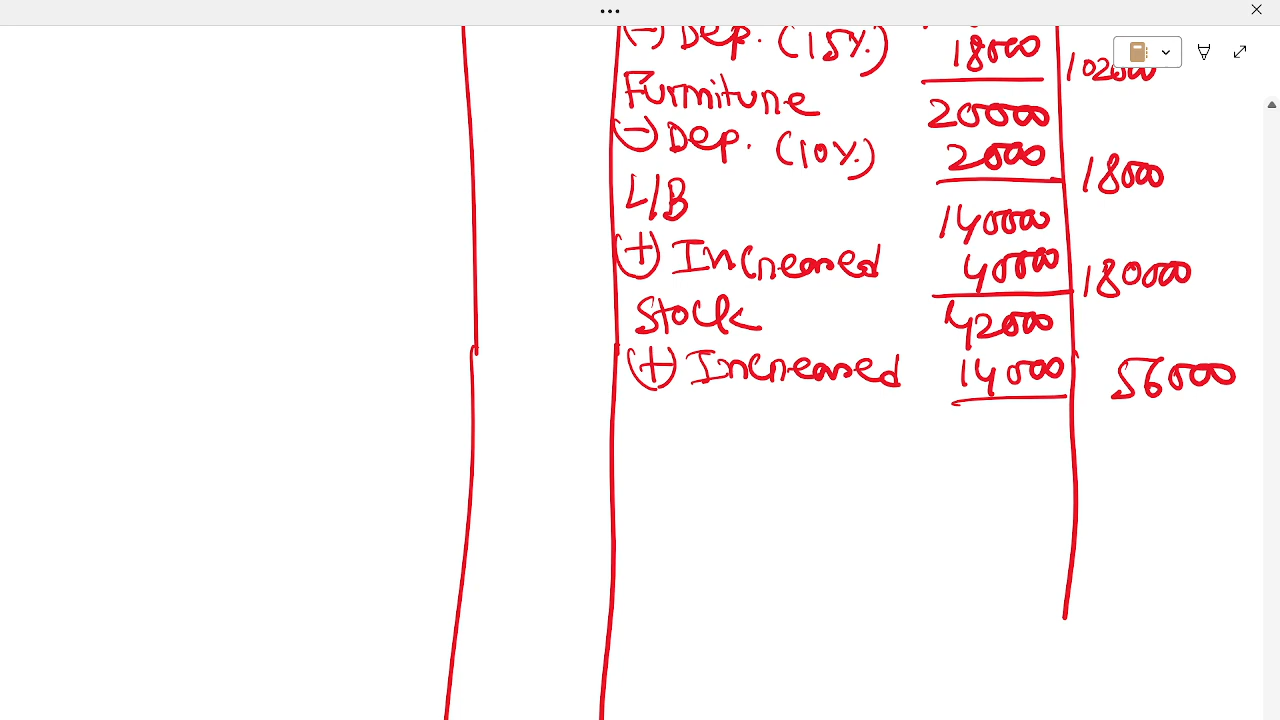 (-) Dep. (15%.) 18000 102000
Furniture 20000
(-) Dep. (10%.) 2000 18000
L/B 140000
(+) Increased 40000 180000
Stock 42000
(+) Increased 14000 56000